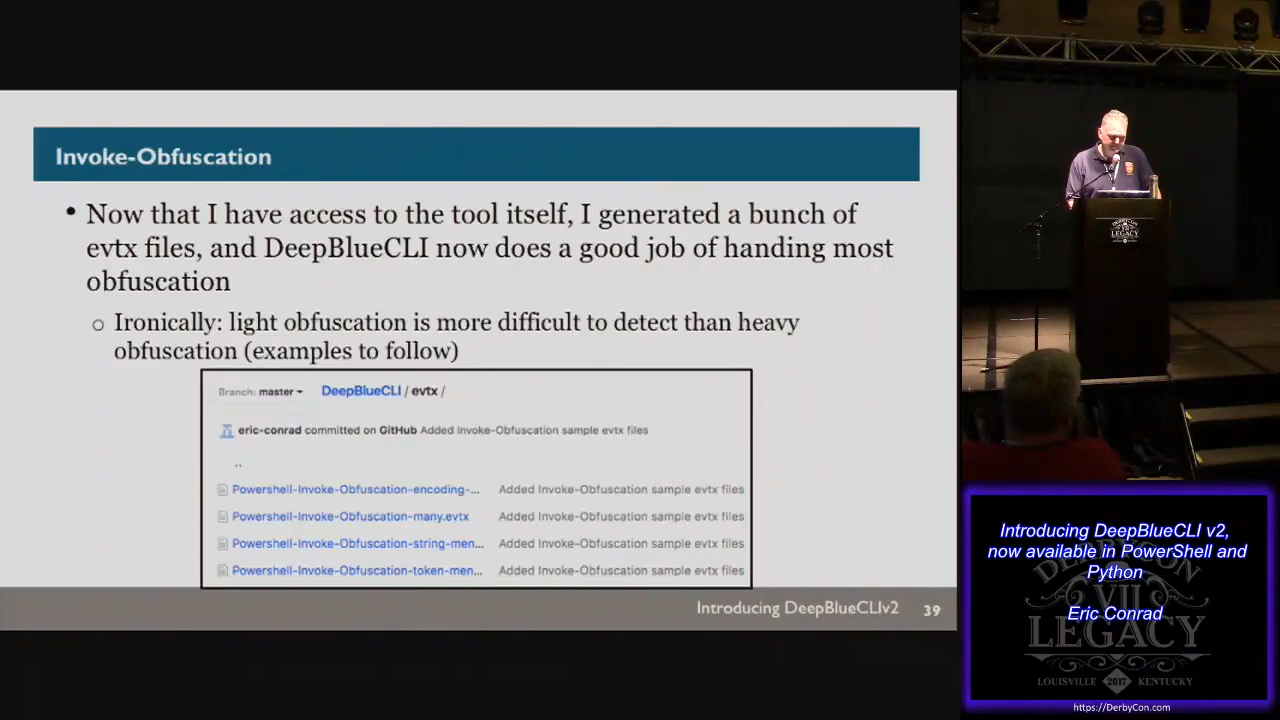 Invoke-Obfuscation
• Now that I have access to the tool itself, I generated a bunch of
evtx files, and DeepBlueCLI now does a good job of handing most
obfuscation
○ Ironically: light obfuscation is more difficult to detect than heavy
obfuscation (examples to follow)
Branch: master DeepBlueCLI / evtx /
eric-conrad committed on GitHub Added Invoke-Obfuscation sample evtx files
..
Powershell-Invoke-Obfuscation-encoding-... Added Invoke-Obfuscation sample evtx files
Powershell-Invoke-Obfuscation-many.evtx Added Invoke-Obfuscation sample evtx files
Powershell-Invoke-Obfuscation-string-men... Added Invoke-Obfuscation sample evtx files
Powershell-Invoke-Obfuscation-token-men... Added Invoke-Obfuscation sample evtx files
Introducing DeepBlueCLIv2 39
LEGACY
Introducing DeepBlueCLI v2,
now available in PowerShell and
Python
Eric Conrad
DERBYCON
VII
LEGACY
LOUISVILLE 2017 KENTUCKY
https://DerbyCon.com